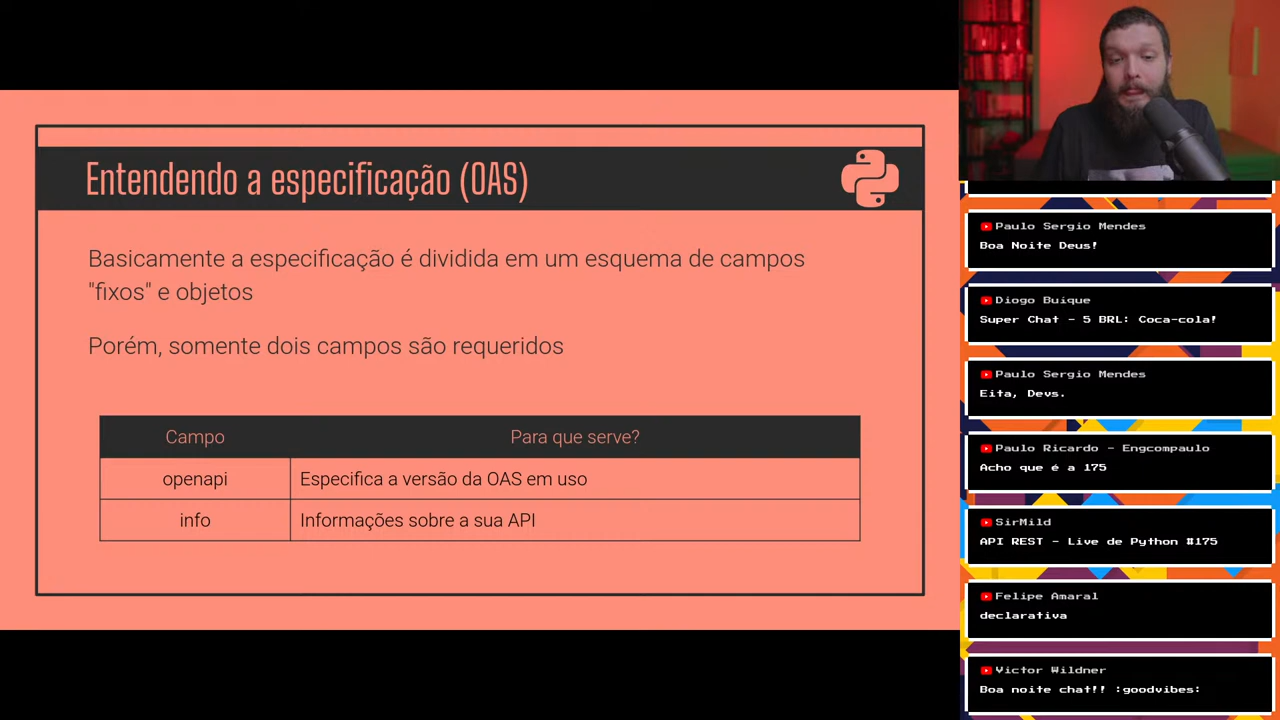 Entendendo a especificação (OAS)
Basicamente a especificação é dividida em um esquema de campos
"fixos" e objetos
Porém, somente dois campos são requeridos
Campo Para que serve?
openapi Especifica a versão da OAS em uso
info Informações sobre a sua API
Paulo Sergio Mendes
Boa Noite Deus!
Diogo Buique
Super Chat - 5 BRL: Coca-cola!
Paulo Sergio Mendes
Eita, Devs.
Paulo Ricardo - Engcompaulo
Acho que é a 175
SirMild
API REST - Live de Python #175
Felipe Amaral
declarativa
Victor Wildner
Boa noite chat!! :goodvibes: